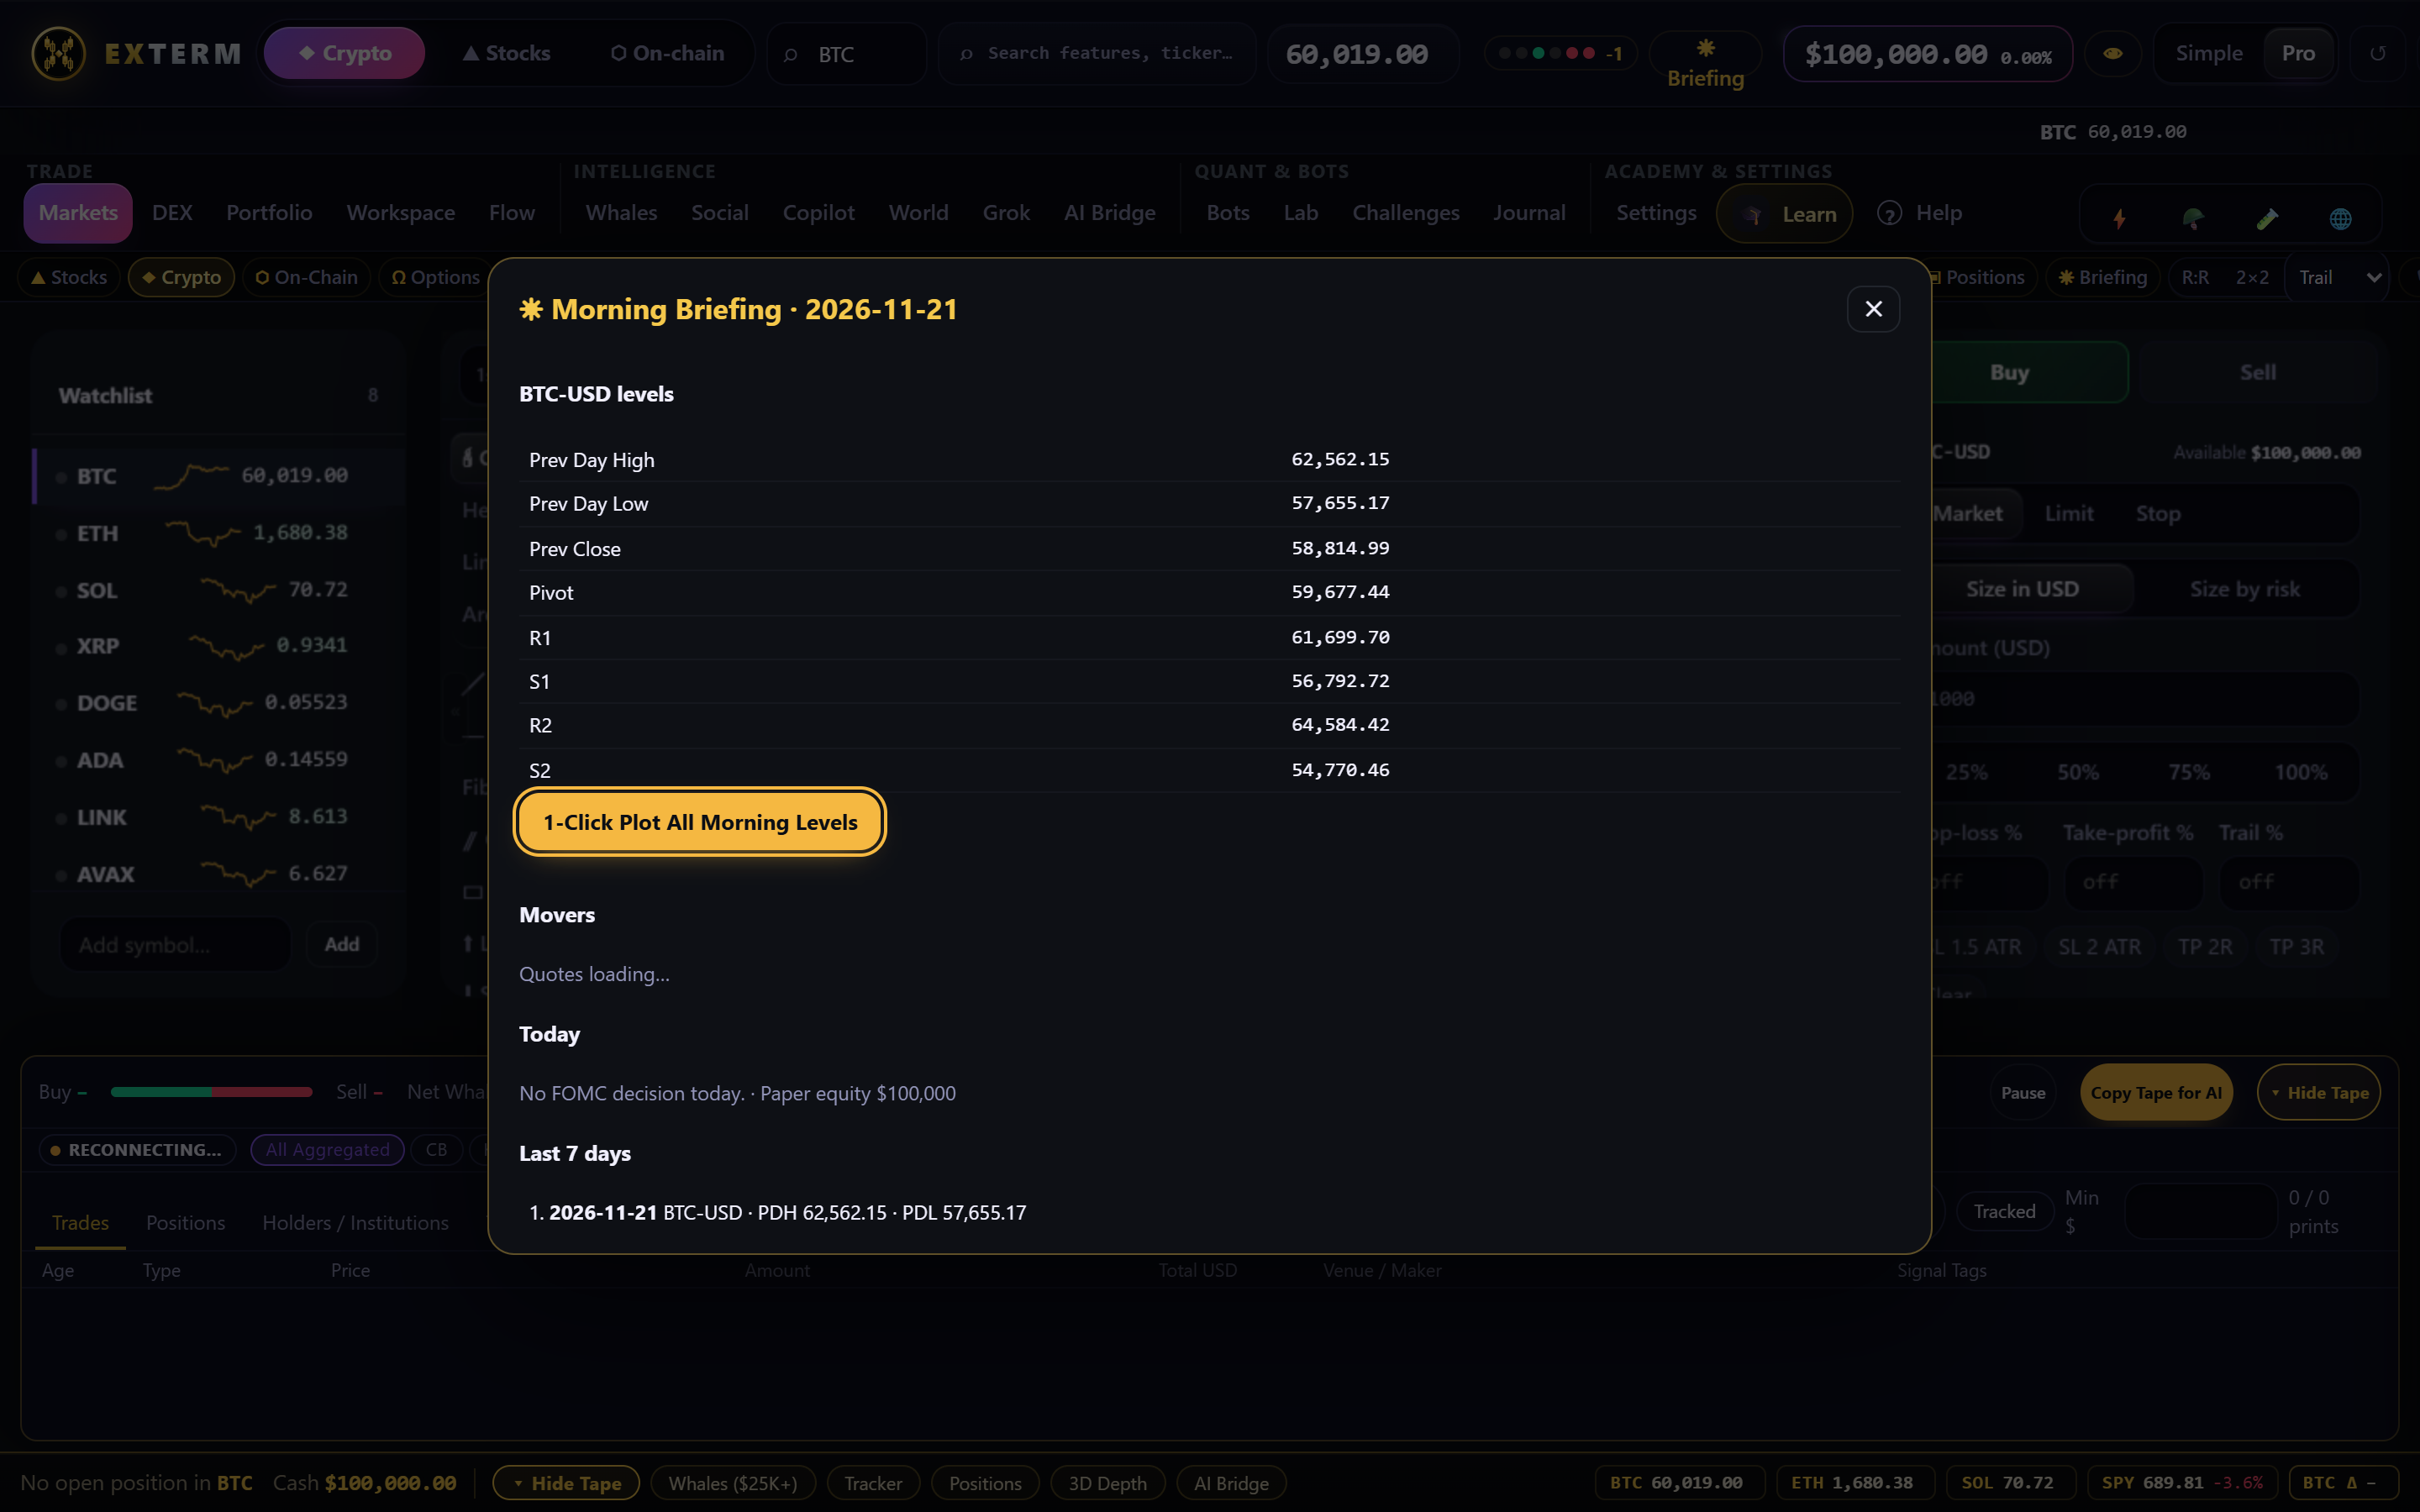 EXTERM
Crypto
Stocks
On-chain
BTC
Search features, ticker…
60,019.00
-1
Briefing
$100,000.00 0.00%
Simple
Pro
BTC 60,019.00
TRADE
INTELLIGENCE
QUANT & BOTS
ACADEMY & SETTINGS
Markets
DEX
Portfolio
Workspace
Flow
Whales
Social
Copilot
World
Grok
AI Bridge
Bots
Lab
Challenges
Journal
Settings
Learn
? Help
Stocks
Crypto
On-Chain
Ω Options
Positions
Briefing
R:R
2×2
Trail
Morning Briefing · 2026-11-21
BTC-USD levels
Prev Day High 62,562.15
Prev Day Low 57,655.17
Prev Close 58,814.99
Pivot 59,677.44
R1 61,699.70
S1 56,792.72
R2 64,584.42
S2 54,770.46
1-Click Plot All Morning Levels
Movers
Quotes loading…
Today
No FOMC decision today. · Paper equity $100,000
Last 7 days
1. 2026-11-21 BTC-USD · PDH 62,562.15 · PDL 57,655.17
Watchlist 8
BTC 60,019.00
ETH 1,680.38
SOL 70.72
XRP 0.9341
DOGE 0.05523
ADA 0.14559
LINK 8.613
AVAX 6.627
Add symbol...
Add
Buy
Sell
C-USD
Available $100,000.00
Market
Limit
Stop
Size in USD
Size by risk
(USD)
1000
25%
50%
75%
100%
Take-profit %
Trail %
off
off
off
1.5 ATR
SL 2 ATR
TP 2R
TP 3R
Buy –
Sell –
Pause
Copy Tape for AI
Hide Tape
RECONNECTING…
All Aggregated
CB
Tracked
Min $
0 / 0 prints
Trades
Positions
Holders / Institutions
Age
Type
Price
Amount
Total USD
Venue / Maker
Signal Tags
No open position in BTC
Cash $100,000.00
Hide Tape
Whales ($25K+)
Tracker
Positions
3D Depth
AI Bridge
BTC 60,019.00
ETH 1,680.38
SOL 70.72
SPY 689.81 -3.6%
BTC Δ –